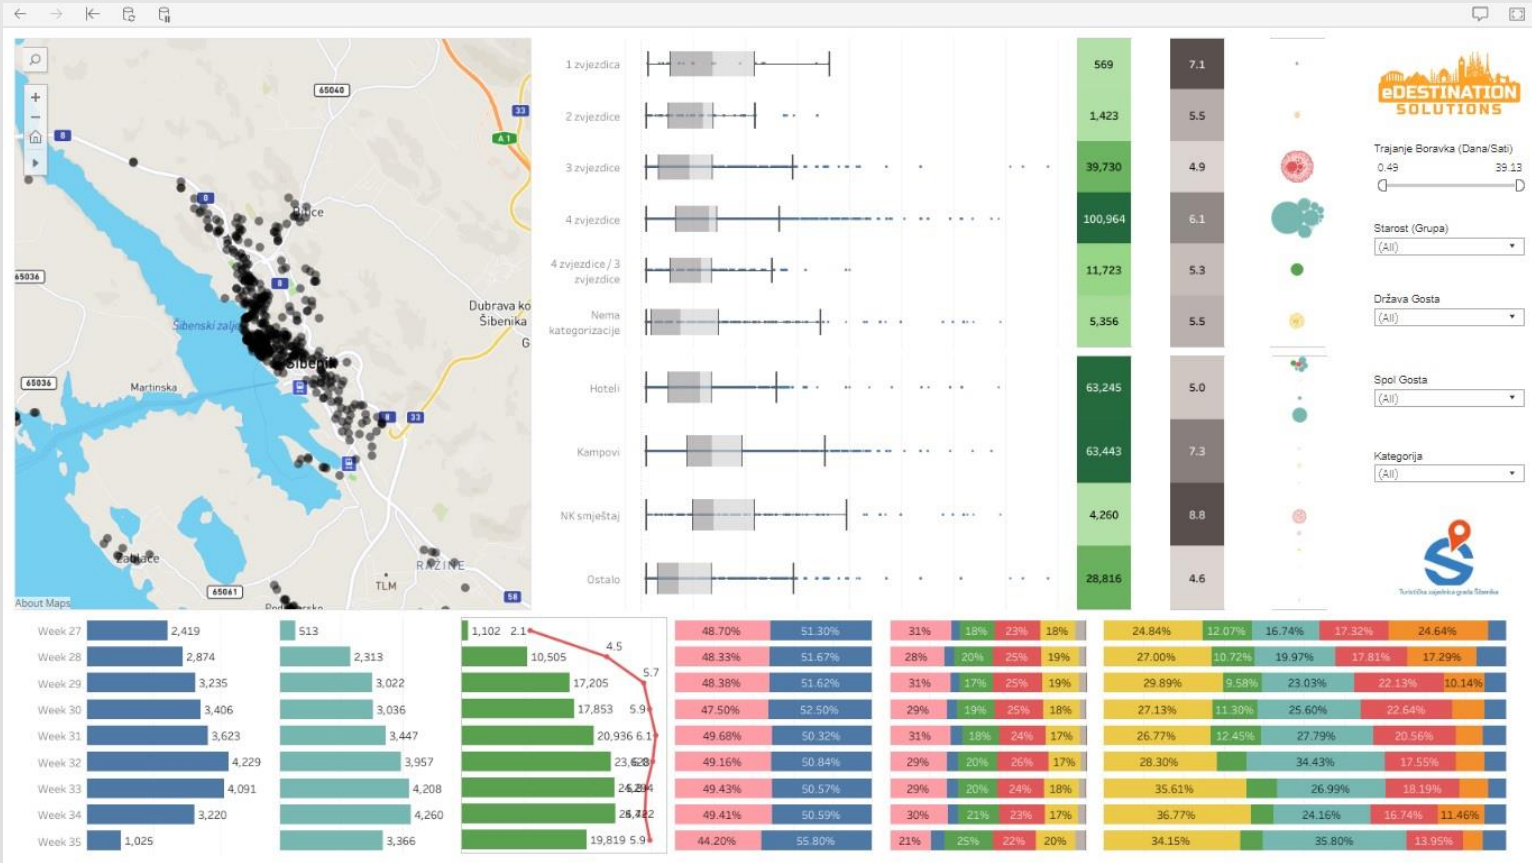 65040
33
A 1
8
8
Bilice
65036
8
Dubrava ko
Šibenika
G
Šibenski zaljev
Šibenik
65036
Martinska
8
33
Zablače
RAŽINE
TLM
65061
58
About Maps
1 zvjezdica
569
7.1
2 zvjezdice
1,423
5.5
3 zvjezdice
39,730
4.9
4 zvjezdice
100,964
6.1
4 zvjezdice / 3
zvjezdice
11,723
5.3
Nema
kategorizacije
5,356
5.5
Hoteli
63,245
5.0
Kampovi
63,443
7.3
NK smještaj
4,260
8.8
Ostalo
28,816
4.6
eDESTINATION
SOLUTIONS
Trajanje Boravka (Dana/Sati)
0.49 39.13
Starost (Grupa)
(All)
Država Gosta
(All)
Spol Gosta
(All)
Kategorija
(All)
Turistička zajednica grada Šibenika
Week 27 2,419 513 1,102 2.1 48.70% 51.30% 31% 18% 23% 18% 24.84% 12.07% 16.74% 17.32% 24.64%
Week 28 2,874 2,313 10,505 4.5 48.33% 51.67% 28% 20% 25% 19% 27.00% 10.72% 19.97% 17.81% 17.29%
Week 29 3,235 3,022 17,205 5.7 48.38% 51.62% 31% 17% 25% 19% 29.89% 9.58% 23.03% 22.13% 10.14%
Week 30 3,406 3,036 17,853 5.9 47.50% 52.50% 29% 19% 25% 18% 27.13% 11.30% 25.60% 22.64%
Week 31 3,623 3,447 20,936 6.1 49.68% 50.32% 31% 18% 24% 17% 26.77% 12.45% 27.79% 20.56%
Week 32 4,229 3,957 49.16% 50.84% 29% 20% 26% 17% 28.30% 34.43% 17.55%
Week 33 4,091 4,208 49.43% 50.57% 29% 20% 24% 18% 35.61% 26.99% 18.19%
Week 34 3,220 4,260 49.41% 50.59% 30% 21% 23% 17% 36.77% 24.16% 16.74% 11.46%
Week 35 1,025 3,366 19,819 5.9 44.20% 55.80% 21% 25% 22% 20% 34.15% 35.80% 13.95%